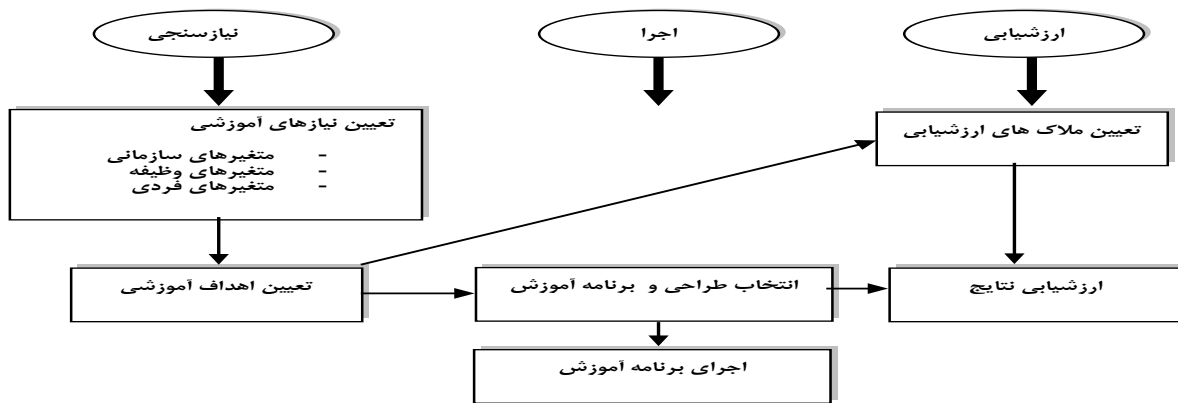 نیازسنجی
اجرا
ارزشیابی
تعیین نیازهای آموزشی
- متغیرهای سازمانی
- متغیرهای وظیفه
- متغیرهای فردی
تعیین ملاک های ارزشیابی
تعیین اهداف آموزشی
انتخاب طراحی و برنامه آموزش
ارزشیابی نتایج
اجرای برنامه آموزش